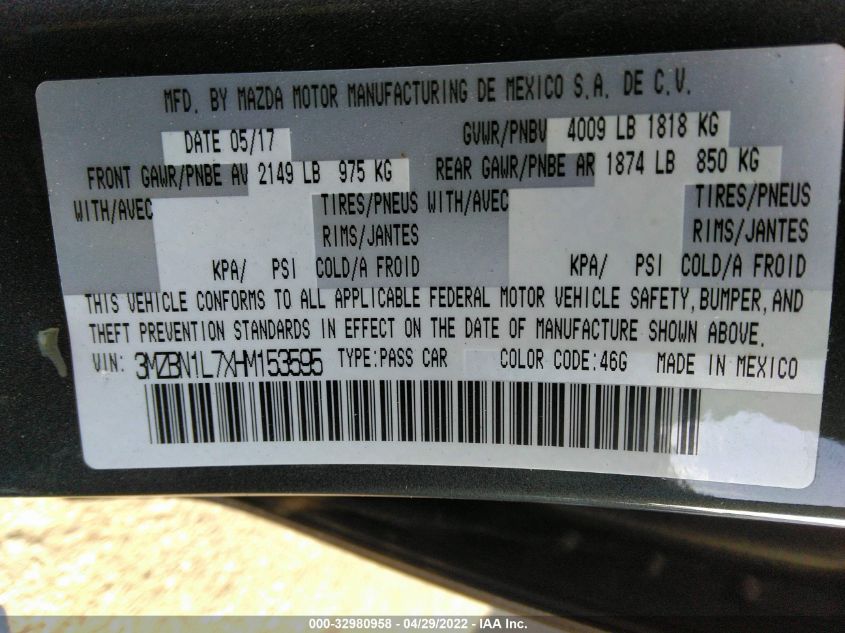 MFD. BY MAZDA MOTOR MANUFACTURING DE MEXICO S.A. DE C.V.
DATE 05/17 GVWR/PNBV 4009 LB 1818 KG
FRONT GAWR/PNBE AV 2149 LB 975 KG REAR GAWR/PNBE AR 1874 LB 850 KG
WITH/AVEC TIRES/PNEUS WITH/AVEC TIRES/PNEUS
RIMS/JANTES RIMS/JANTES
KPA/ PSI COLD/A FROID KPA/ PSI COLD/A FROID
THIS VEHICLE CONFORMS TO ALL APPLICABLE FEDERAL MOTOR VEHICLE SAFETY, BUMPER, AND
THEFT PREVENTION STANDARDS IN EFFECT ON THE DATE OF MANUFACTURE SHOWN ABOVE.
VIN: 3MZBN1L7XHM153595 TYPE:PASS CAR COLOR CODE:46G MADE IN MEXICO
000-32980958 - 04/29/2022 - IAA Inc.